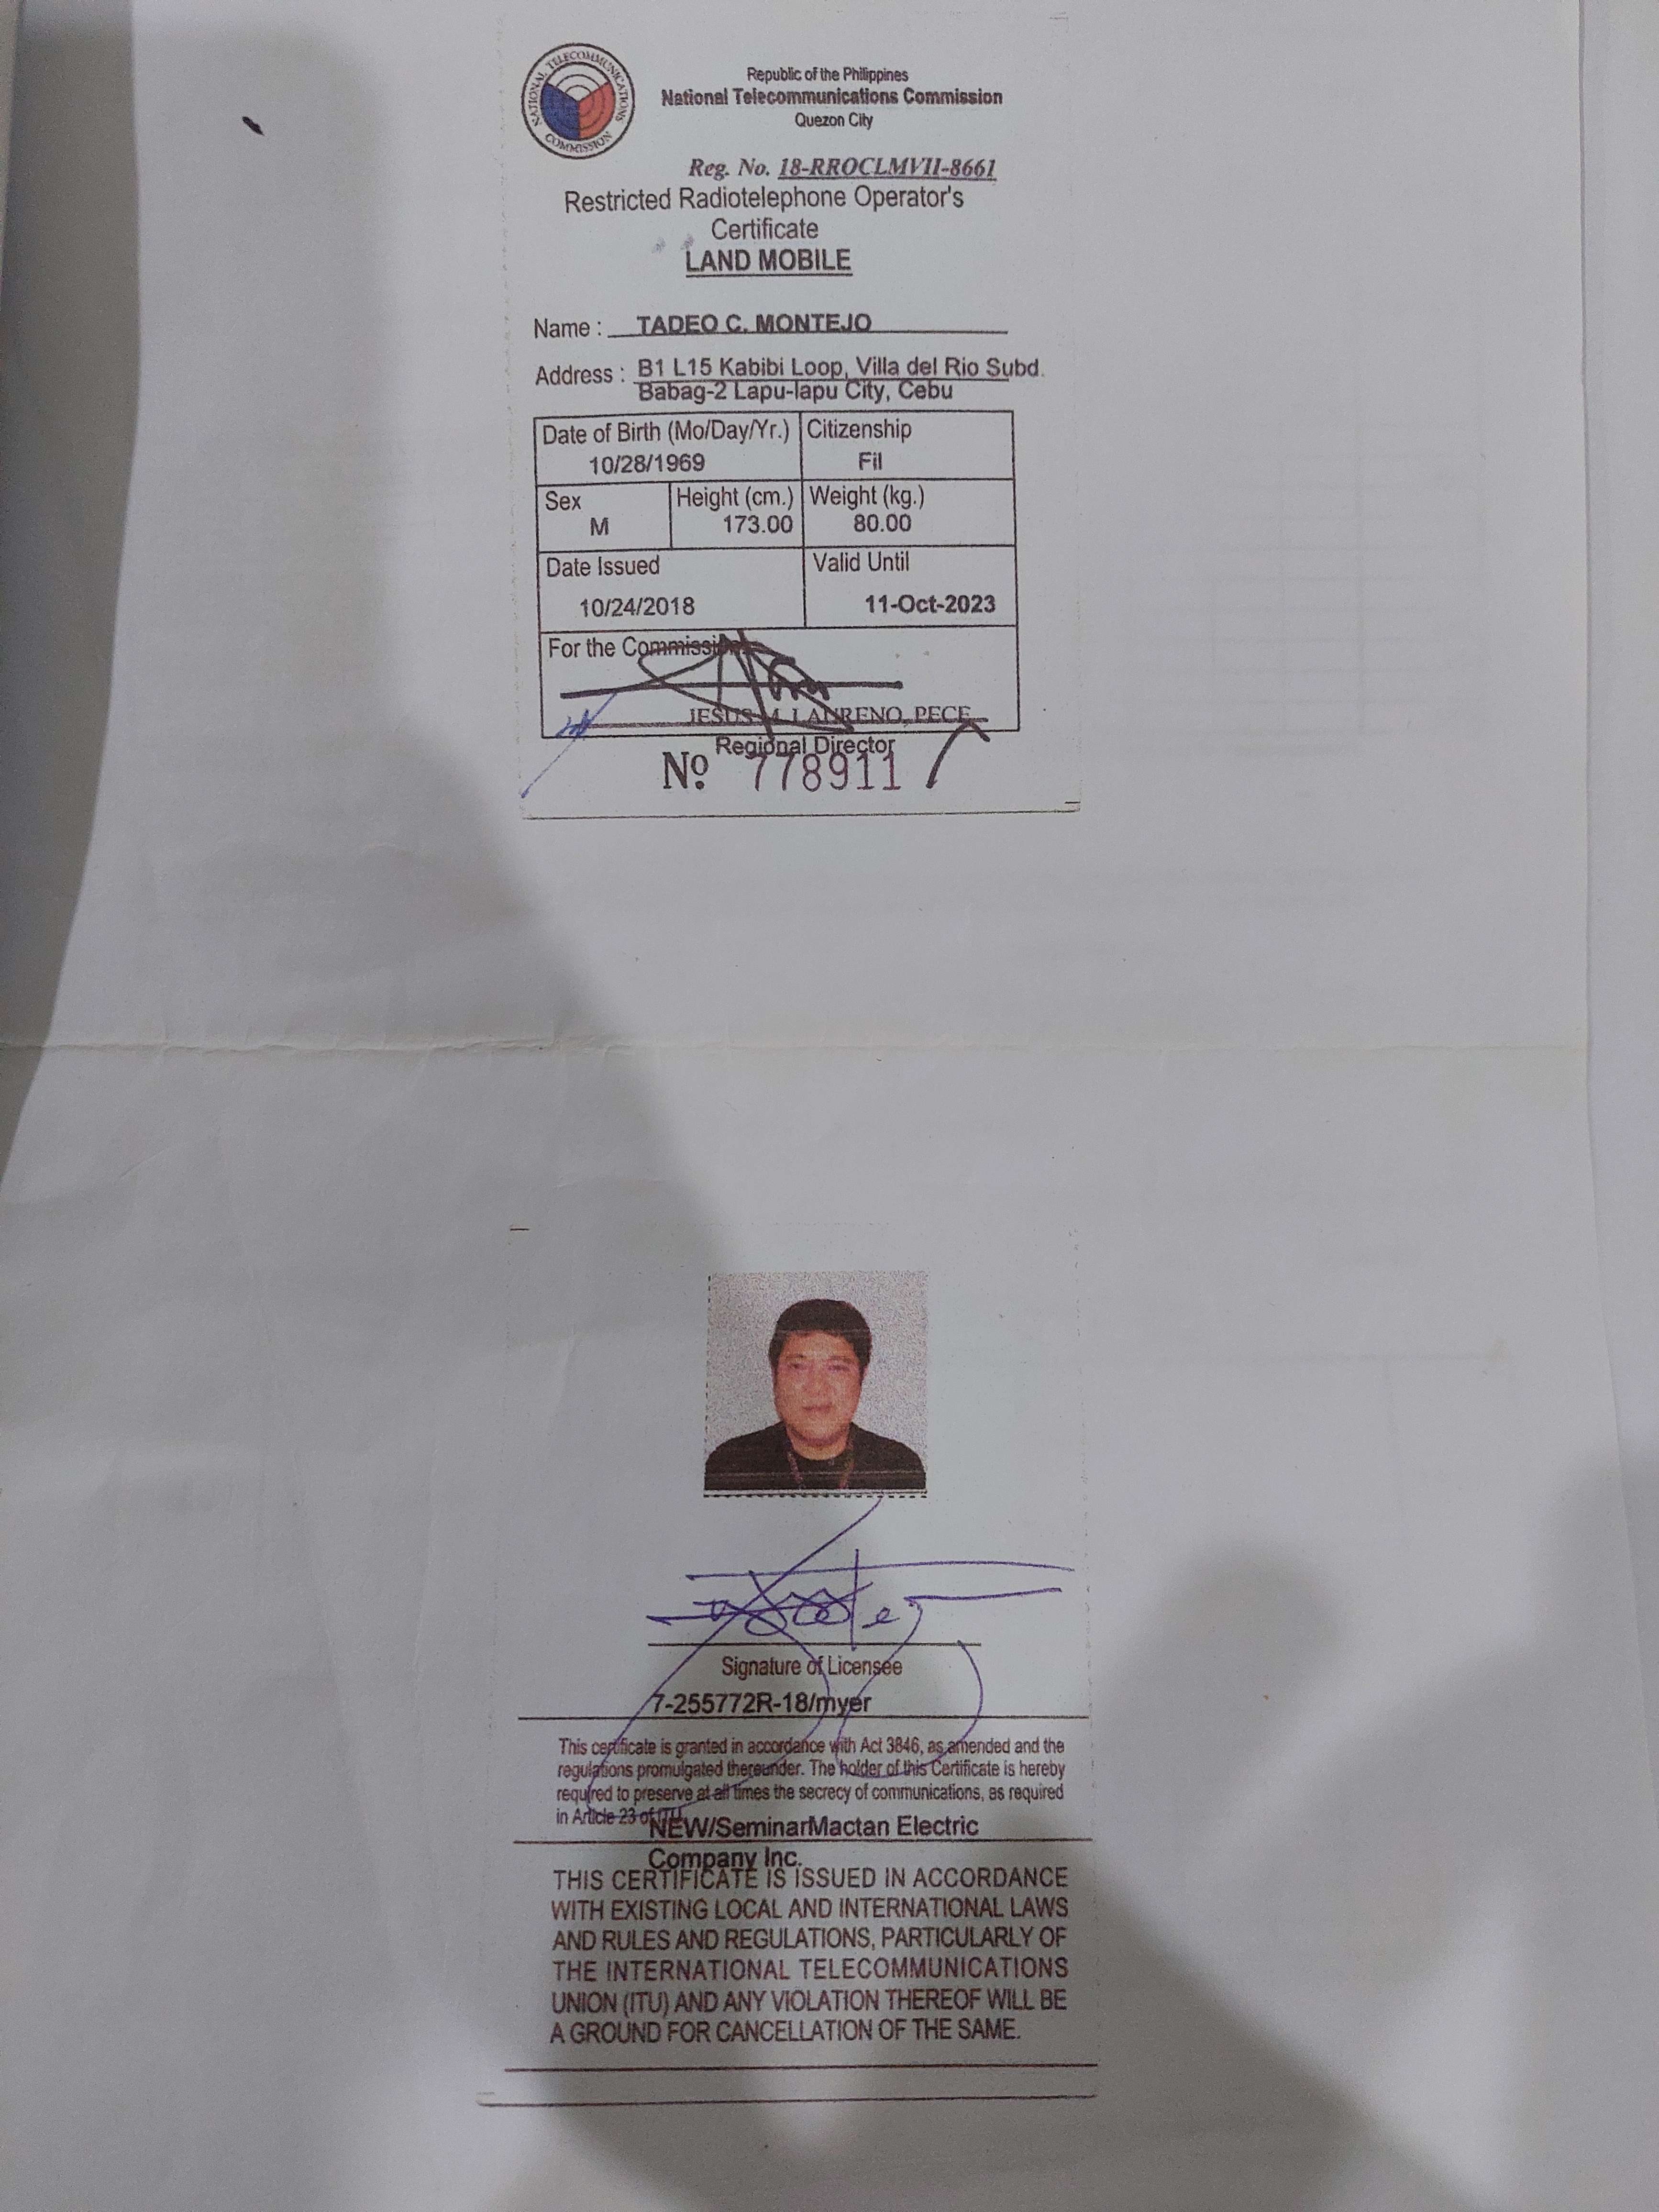 NATIONAL TELECOMMUNICATIONS COMMISSION
Republic of the Philippines
National Telecommunications Commission
Quezon City
Reg. No. 18-RROCLMVII-8661
Restricted Radiotelephone Operator's
Certificate
LAND MOBILE
Name : TADEO C. MONTEJO
Address : B1 L15 Kabibi Loop, Villa del Rio Subd.
Babag-2 Lapu-lapu City, Cebu
Date of Birth (Mo/Day/Yr.) Citizenship
10/28/1969 Fil
Sex Height (cm.) Weight (kg.)
M 173.00 80.00
Date Issued Valid Until
10/24/2018 11-Oct-2023
For the Commission
JESUS M. LAURENO, PECE
Regional Director
№ 778911
Signature of Licensee
7-255772R-18/myer
This certificate is granted in accordance with Act 3846, as amended and the
regulations promulgated thereunder. The holder of this Certificate is hereby
required to preserve at all times the secrecy of communications, as required
in Article 23 of ITU.
NEW/SeminarMactan Electric
Company Inc.
THIS CERTIFICATE IS ISSUED IN ACCORDANCE
WITH EXISTING LOCAL AND INTERNATIONAL LAWS
AND RULES AND REGULATIONS, PARTICULARLY OF
THE INTERNATIONAL TELECOMMUNICATIONS
UNION (ITU) AND ANY VIOLATION THEREOF WILL BE
A GROUND FOR CANCELLATION OF THE SAME.